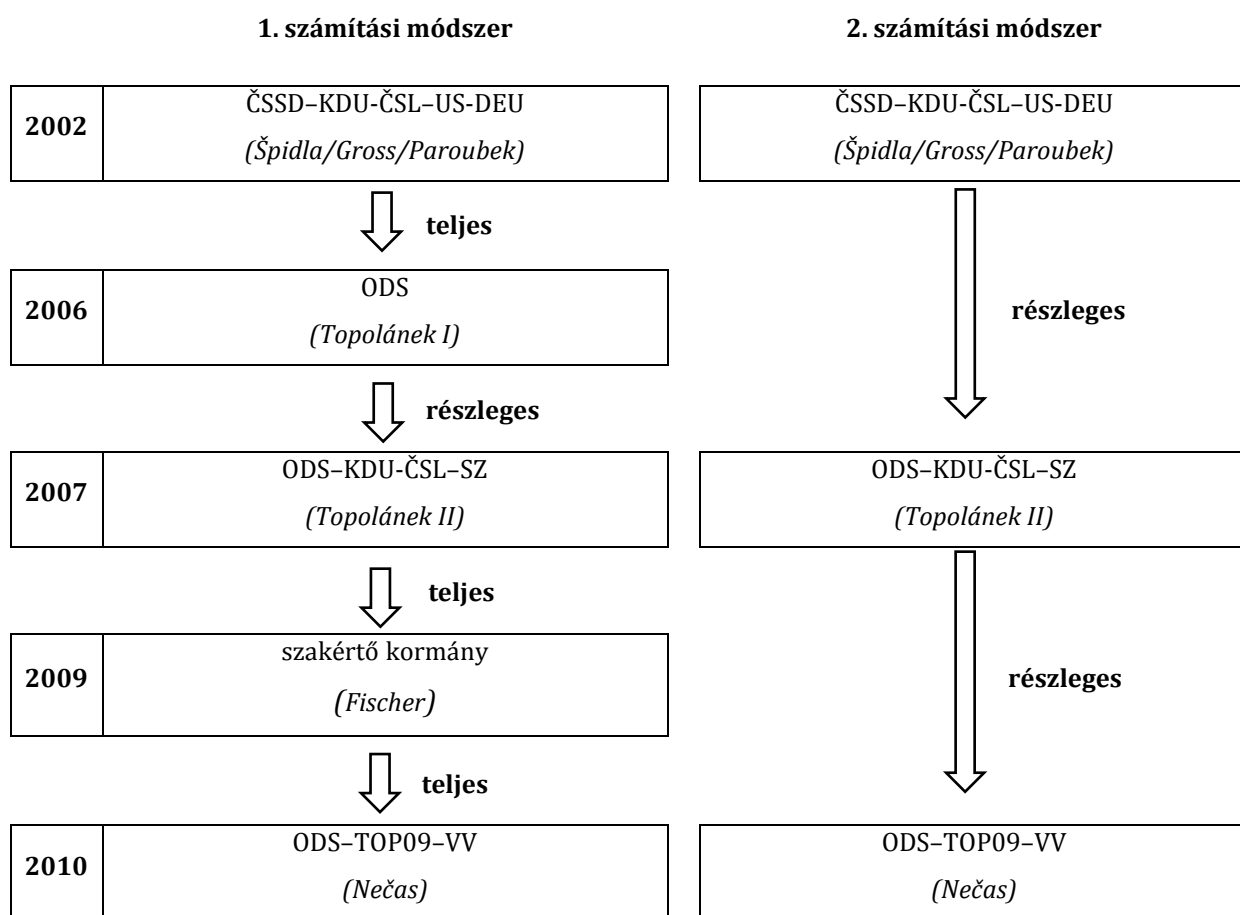 1. számítási módszer
2. számítási módszer
2002
ČSSD–KDU-ČSL–US-DEU
(Špidla/Gross/Paroubek)
ČSSD–KDU-ČSL–US-DEU
(Špidla/Gross/Paroubek)
teljes
2006
ODS
(Topolánek I)
részleges
részleges
2007
ODS–KDU-ČSL–SZ
(Topolánek II)
ODS–KDU-ČSL–SZ
(Topolánek II)
teljes
2009
szakértő kormány
(Fischer)
részleges
teljes
2010
ODS–TOP09–VV
(Nečas)
ODS–TOP09–VV
(Nečas)